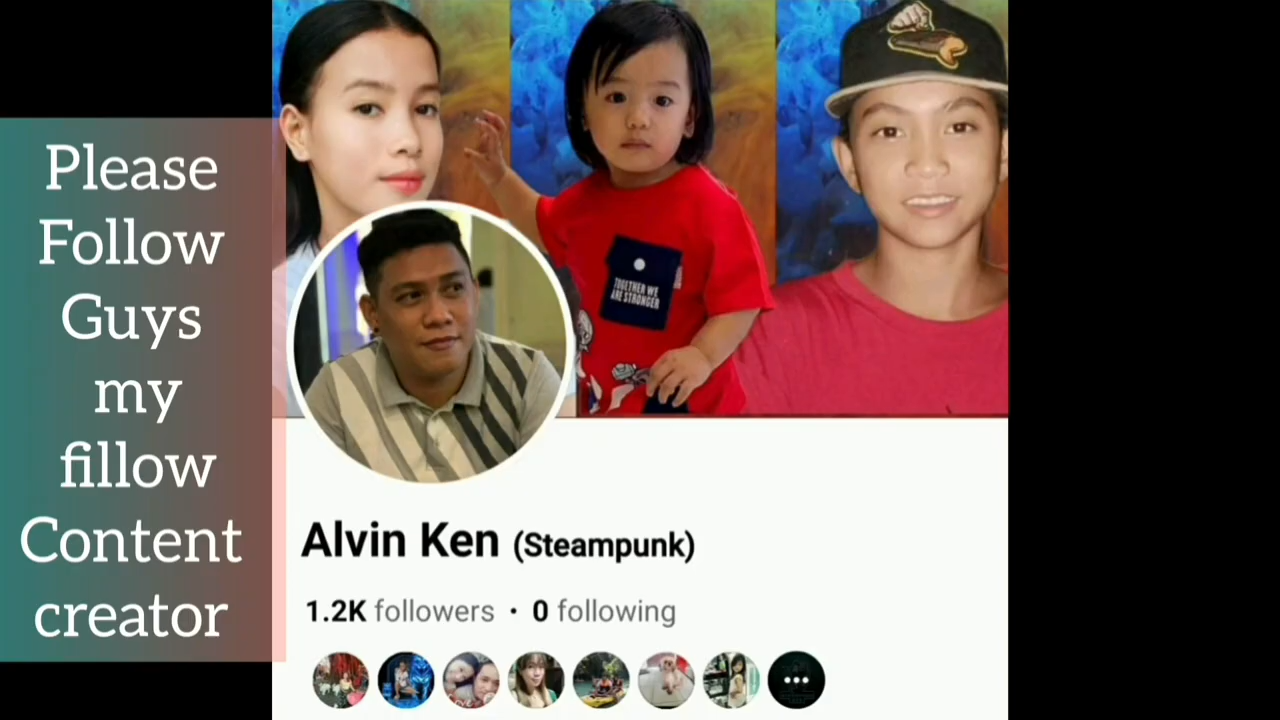 Please
Follow
Guys
my
fillow
Content
creator
TOGETHER WE
ARE STRONGER
Alvin Ken (Steampunk)
1.2K followers • 0 following